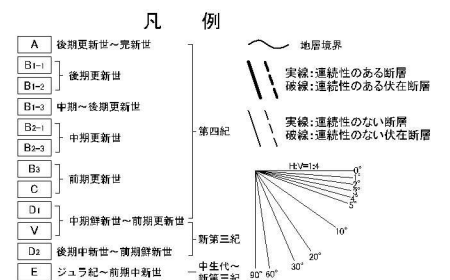 凡 例
A 後期更新世～完新世
B1-1
B1-2
後期更新世
B1-3 中期～後期更新世
B2-1
B2-3
中期更新世
B3
C
前期更新世
D1
V
中期鮮新世～前期更新世
D2 後期中新世～前期鮮新世
E ジュラ紀～前期中新世
第四紀
新第三紀
中生代～
新第三紀
地層境界
実線:連続性のある断層
破線:連続性のある伏在断層
実線:連続性のない断層
破線:連続性のない伏在断層
H:V=1:4
0°
1°
2°
3°
4°
5°
10°
20°
30°
60°
90°